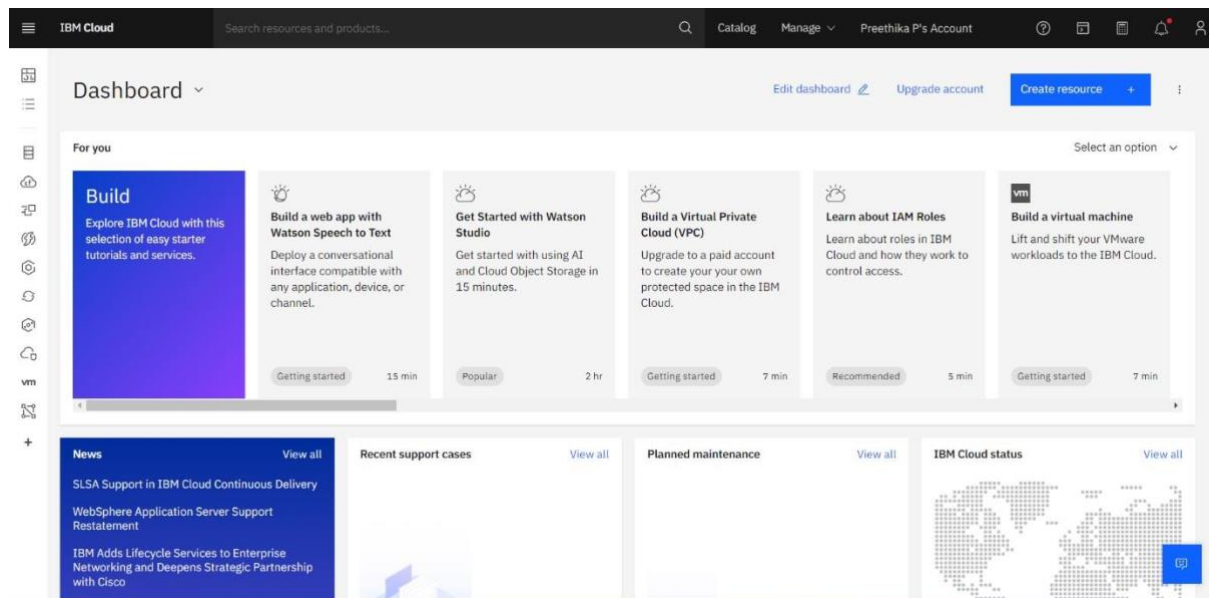 IBM Cloud
Search resources and products...
Catalog
Manage
Preethika P's Account
Dashboard
Edit dashboard
Upgrade account
Create resource +
For you
Select an option
Build
Explore IBM Cloud with this
selection of easy starter
tutorials and services.
Build a web app with
Watson Speech to Text
Deploy a conversational
interface compatible with
any application, device, or
channel.
Getting started
15 min
Get Started with Watson
Studio
Get started with using AI
and Cloud Object Storage in
15 minutes.
Popular
2 hr
Build a Virtual Private
Cloud (VPC)
Upgrade to a paid account
to create your your own
protected space in the IBM
Cloud.
Getting started
7 min
Learn about IAM Roles
Learn about roles in IBM
Cloud and how they work to
control access.
Recommended
5 min
vm
Build a virtual machine
Lift and shift your VMware
workloads to the IBM Cloud.
Getting started
7 min
vm
+
News
View all
SLSA Support in IBM Cloud Continuous Delivery
WebSphere Application Server Support
Restatement
IBM Adds Lifecycle Services to Enterprise
Networking and Deepens Strategic Partnership
with Cisco
Recent support cases
View all
Planned maintenance
View all
IBM Cloud status
View all